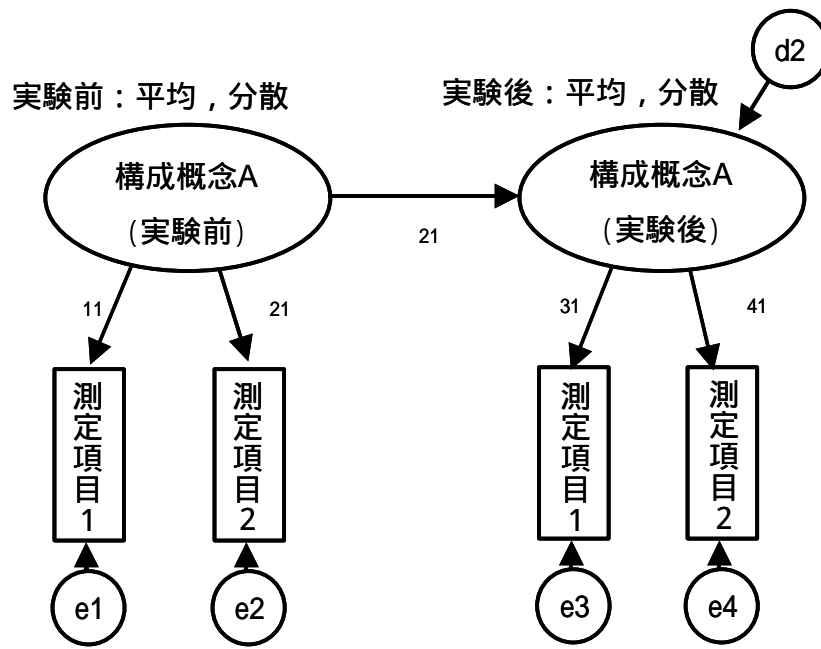 d2
実験前：平均，分散
実験後：平均，分散
構成概念A
(実験前)
構成概念A
(実験後)
21
11
21
31
41
測定項目1
測定項目2
測定項目1
測定項目2
e1
e2
e3
e4